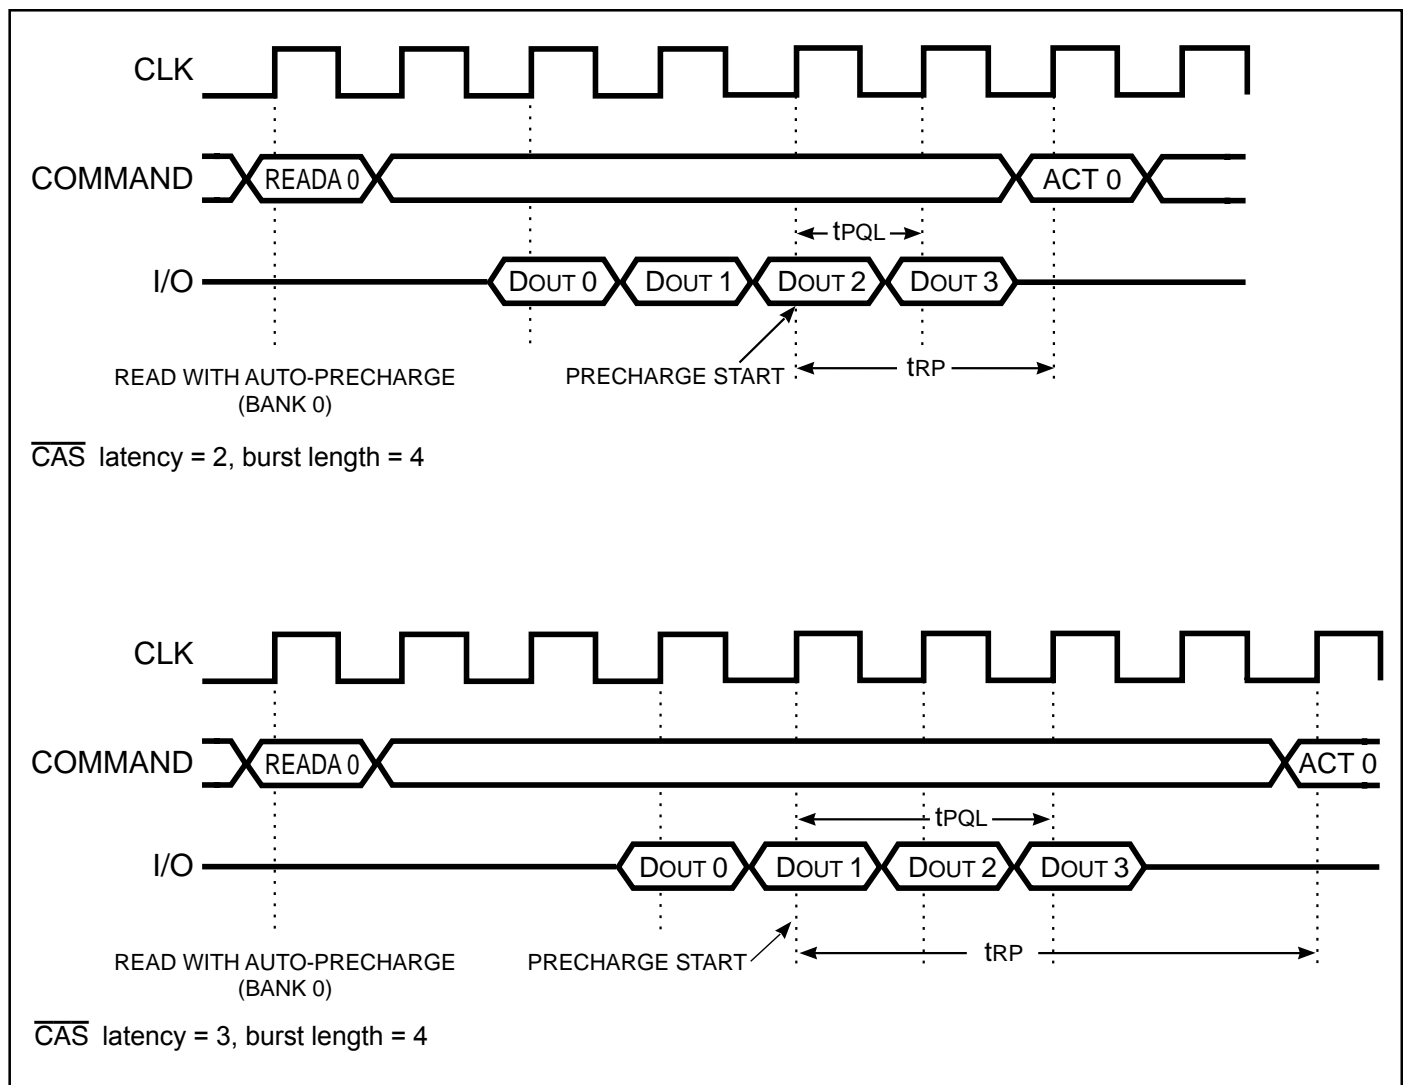 CLK
COMMAND READA 0 ACT 0
tPQL
I/O DOUT 0 DOUT 1 DOUT 2 DOUT 3
READ WITH AUTO-PRECHARGE
(BANK 0)
PRECHARGE START
tRP
CAS latency = 2, burst length = 4
CLK
COMMAND READA 0 ACT 0
tPQL
I/O DOUT 0 DOUT 1 DOUT 2 DOUT 3
READ WITH AUTO-PRECHARGE
(BANK 0)
PRECHARGE START
tRP
CAS latency = 3, burst length = 4